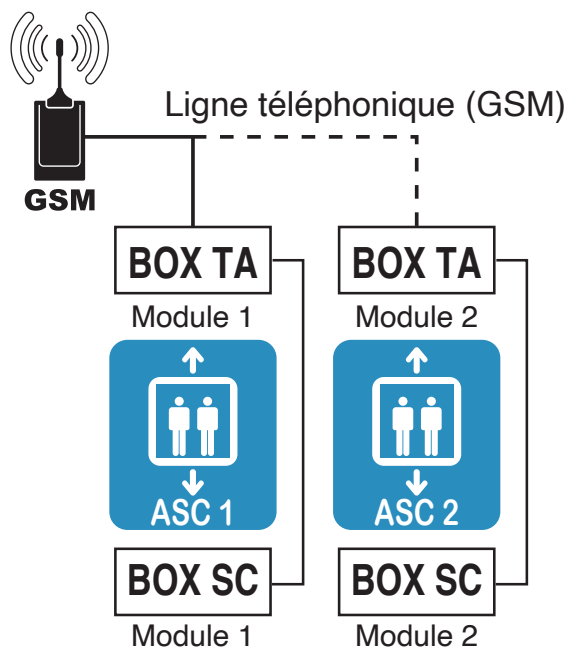 Ligne téléphonique (GSM)
GSM
BOX TA
BOX TA
Module 1
Module 2
ASC 1
ASC 2
BOX SC
BOX SC
Module 1
Module 2